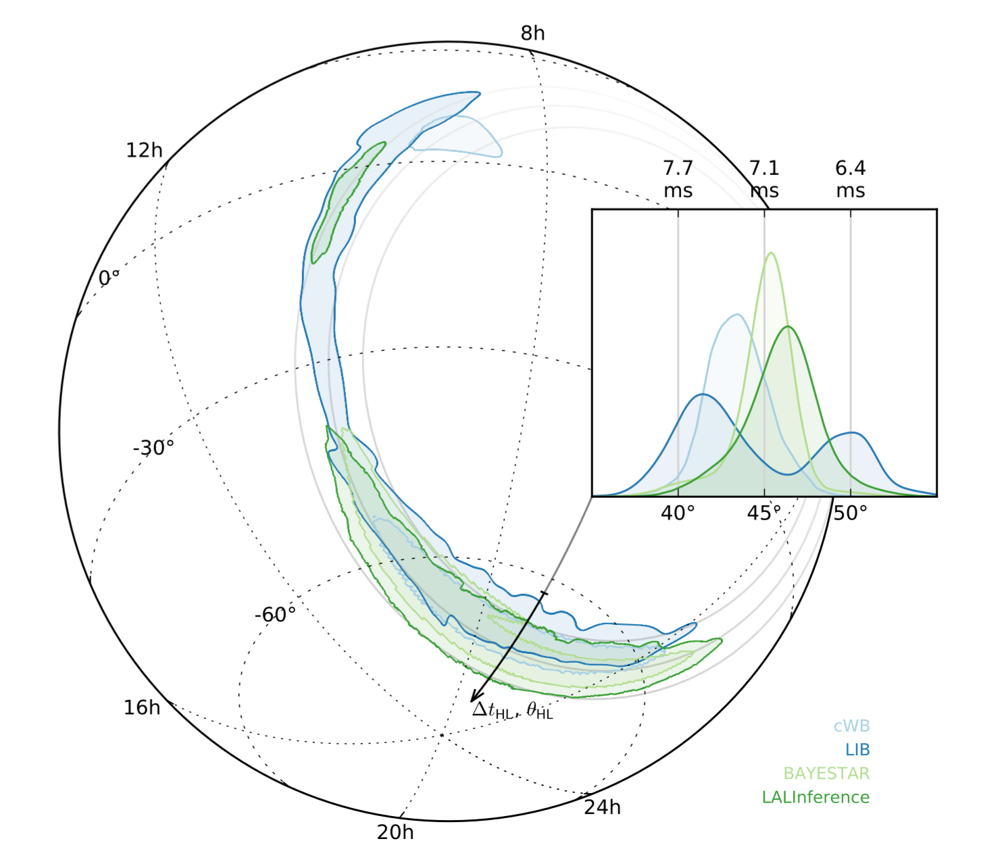 8h
12h
7.7 ms
7.1 ms
6.4 ms
0°
-30°
40°
45°
50°
-60°
16h
Δt_HL, θ_HL
cWB
LIB
BAYESTAR
LALInference
24h
20h